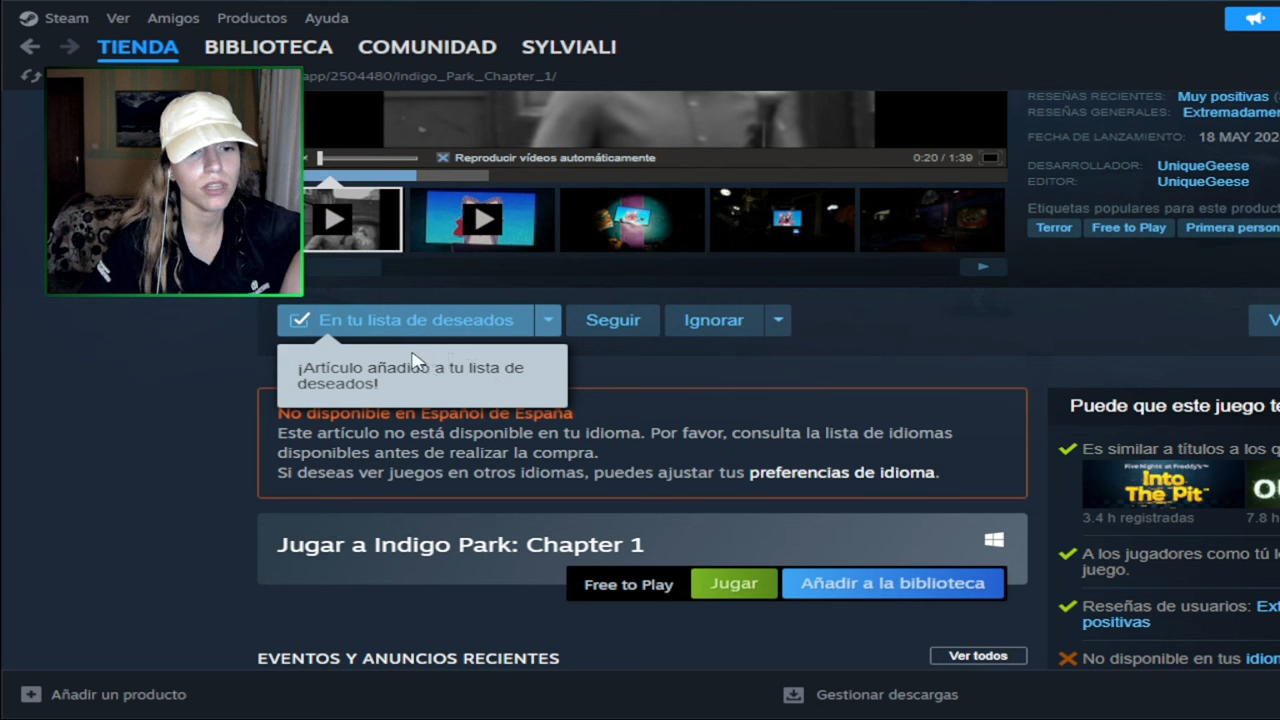 Steam Ver Amigos Productos Ayuda
TIENDA BIBLIOTECA COMUNIDAD SYLVIALI
app/2504480/Indigo_Park_Chapter_1/
RESEÑAS RECIENTES: Muy positivas
RESEÑAS GENERALES: Extremadamen
FECHA DE LANZAMIENTO: 18 MAY 202
DESARROLLADOR: UniqueGeese
EDITOR: UniqueGeese
Etiquetas populares para este product
Terror Free to Play Primera person
Reproducir vídeos automáticamente 0:20 / 1:39
En tu lista de deseados Seguir Ignorar V
¡Artículo añadido a tu lista de
deseados!
No disponible en Español de España
Este artículo no está disponible en tu idioma. Por favor, consulta la lista de idiomas
disponibles antes de realizar la compra.
Si deseas ver juegos en otros idiomas, puedes ajustar tus preferencias de idioma.
Jugar a Indigo Park: Chapter 1
Free to Play Jugar Añadir a la biblioteca
EVENTOS Y ANUNCIOS RECIENTES Ver todos
Puede que este juego te
Es similar a títulos a los q
Five Nights at Freddy's
Into
The Pit
3.4 h registradas 7.8 h
A los jugadores como tú l
juego.
Reseñas de usuarios: Ext
positivas
No disponible en tus idiom
Añadir un producto Gestionar descargas